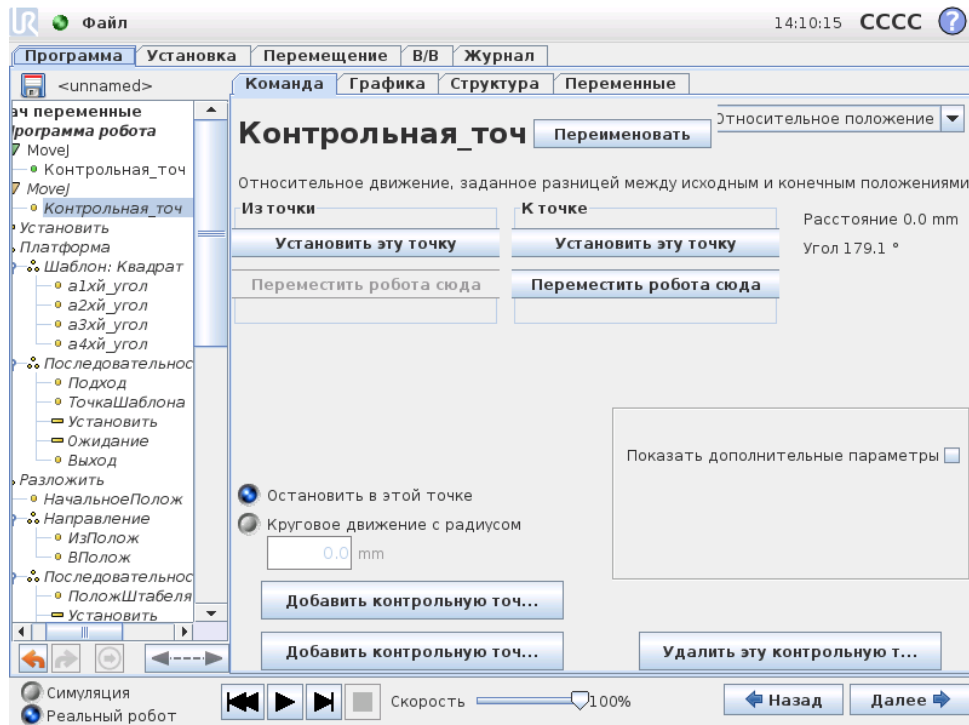 UR Файл 14:10:15 CCCC ?
Программа Установка Перемещение В/В Журнал
<unnamed>
Команда Графика Структура Переменные
ач переменные
Программа робота
MoveJ
Контрольная_точ
MoveJ
Контрольная_точ
Установить
Платформа
Шаблон: Квадрат
a1хй_угол
a2хй_угол
a3хй_угол
a4хй_угол
Последовательнос
Подход
ТочкаШаблона
Установить
Ожидание
Выход
Разложить
НачальноеПолож
Направление
ИзПолож
ВПолож
Последовательнос
ПоложШтабеля
Установить
Контрольная_точ Переименовать Относительное положение
Относительное движение, заданное разницей между исходным и конечным положениями
Из точки К точке
Расстояние 0.0 mm
Установить эту точку Установить эту точку
Угол 179.1 °
Переместить робота сюда Переместить робота сюда
Показать дополнительные параметры
Остановить в этой точке
Круговое движение с радиусом
0.0 mm
Добавить контрольную точ...
Добавить контрольную точ... Удалить эту контрольную т...
Симуляция
Реальный робот
Скорость 100% Назад Далее